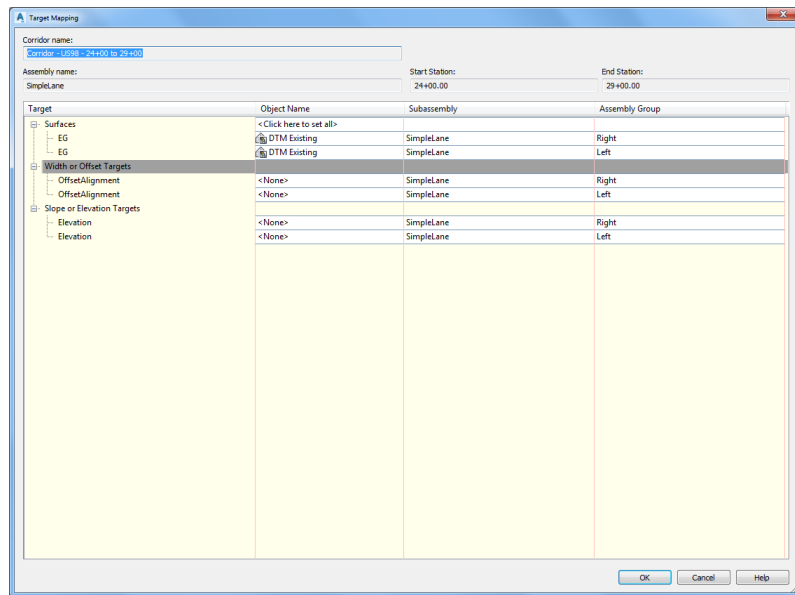 Target Mapping
Corridor name:
Corridor - US98 - 24+00 to 29+00
Assembly name: Start Station: End Station:
SimpleLane 24+00.00 29+00.00
Target Object Name Subassembly Assembly Group
Surfaces <Click here to set all>
EG DTM Existing SimpleLane Right
EG DTM Existing SimpleLane Left
Width or Offset Targets
OffsetAlignment <None> SimpleLane Right
OffsetAlignment <None> SimpleLane Left
Slope or Elevation Targets
Elevation <None> SimpleLane Right
Elevation <None> SimpleLane Left
OK Cancel Help